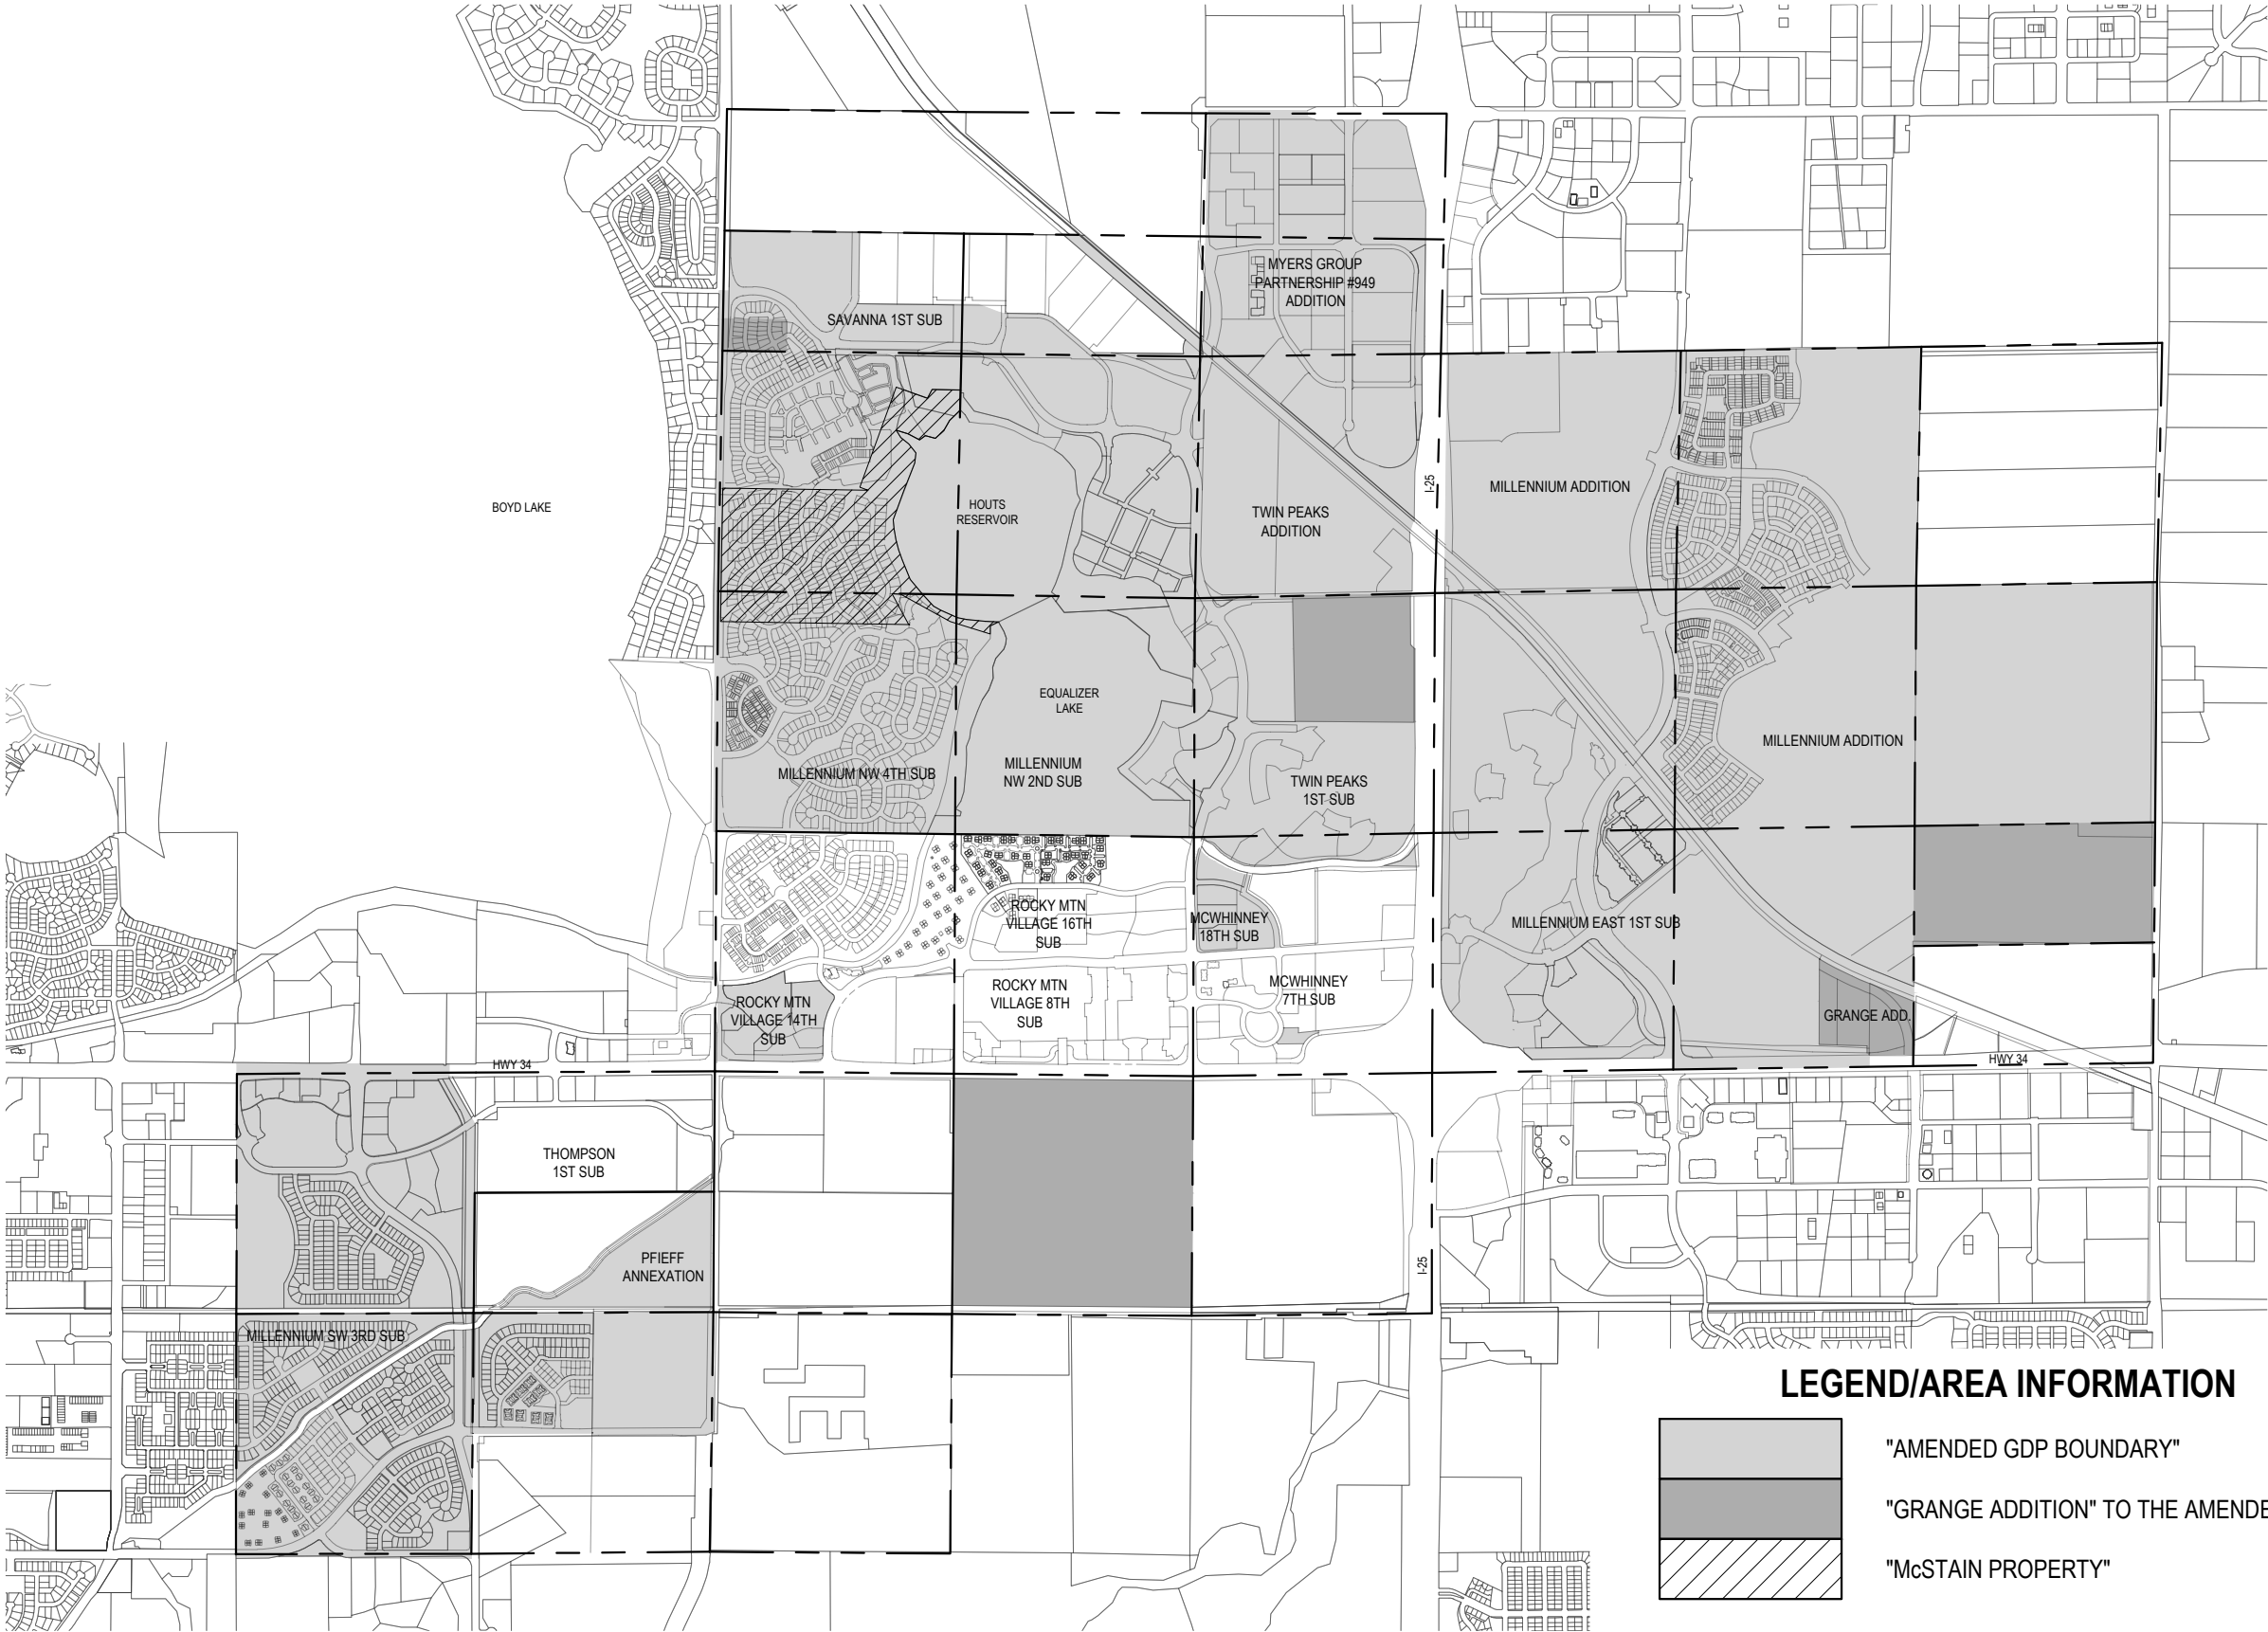 MYERS GROUP
PARTNERSHIP #949
ADDITION
SAVANNA 1ST SUB
BOYD LAKE
HOUTS
RESERVOIR
TWIN PEAKS
ADDITION
I-25
MILLENNIUM ADDITION
EQUALIZER
LAKE
MILLENNIUM NW 4TH SUB
MILLENNIUM
NW 2ND SUB
TWIN PEAKS
1ST SUB
MILLENNIUM ADDITION
ROCKY MTN
VILLAGE 16TH
SUB
MCWHINNEY
18TH SUB
MILLENNIUM EAST 1ST SUB
ROCKY MTN
VILLAGE 14TH
SUB
ROCKY MTN
VILLAGE 8TH
SUB
MCWHINNEY
7TH SUB
GRANGE ADD.
HWY 34
HWY 34
THOMPSON
1ST SUB
PFIEFF
ANNEXATION
I-25
MILLENNIUM SW 3RD SUB
LEGEND/AREA INFORMATION
"AMENDED GDP BOUNDARY"
"GRANGE ADDITION" TO THE AMENDE
"McSTAIN PROPERTY"